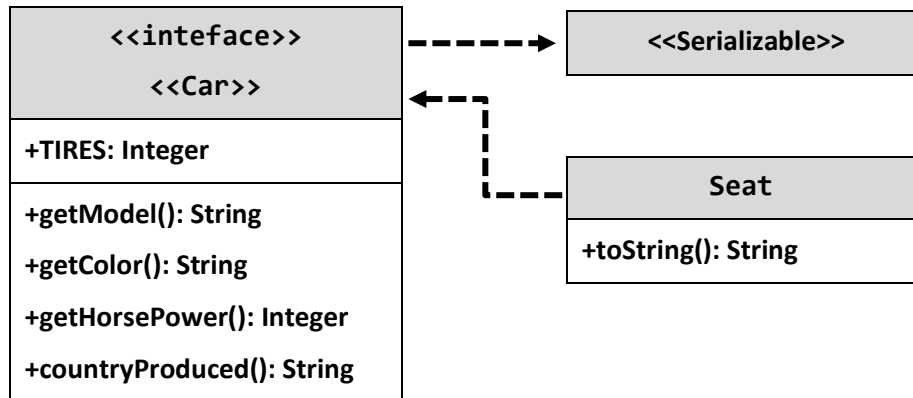 <<inteface>>
<<Car>>
+TIRES: Integer
+getModel(): String
+getColor(): String
+getHorsePower(): Integer
+countryProduced(): String
<<Serializable>>
Seat
+toString(): String